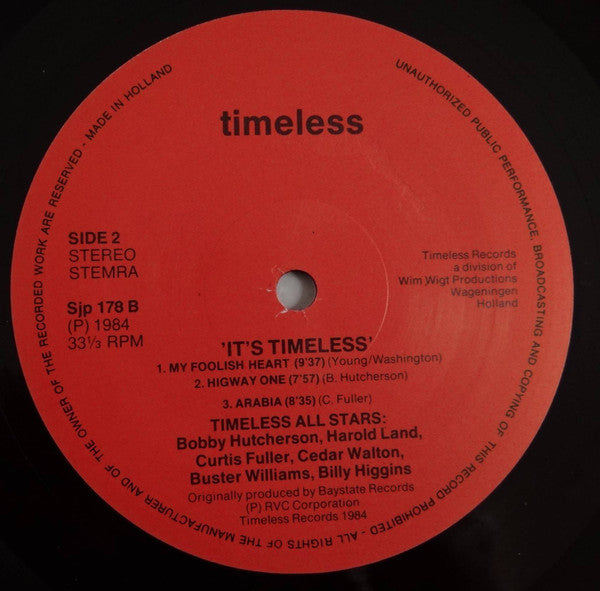 timeless
SIDE 2
STEREO
STEMRA
Sjp 178 B
(P) 1984
33⅓ RPM
Timeless Records
a division of
Wim Wigt Productions
Wageningen
Holland
'IT'S TIMELESS'
1. MY FOOLISH HEART (9'37) (Young/Washington)
2. HIGWAY ONE (7'57) (B. Hutcherson)
3. ARABIA (8'35) (C. Fuller)
TIMELESS ALL STARS:
Bobby Hutcherson, Harold Land,
Curtis Fuller, Cedar Walton,
Buster Williams, Billy Higgins
Originally produced by Baystate Records
(P) RVC Corporation
Timeless Records 1984
UNAUTHORIZED PUBLIC PERFORMANCE, BROADCASTING AND COPYING OF THIS RECORD PROHIBITED - ALL RIGHTS OF THE MANUFACTURER AND OF THE OWNER OF THE RECORDED WORK ARE RESERVED - MADE IN HOLLAND